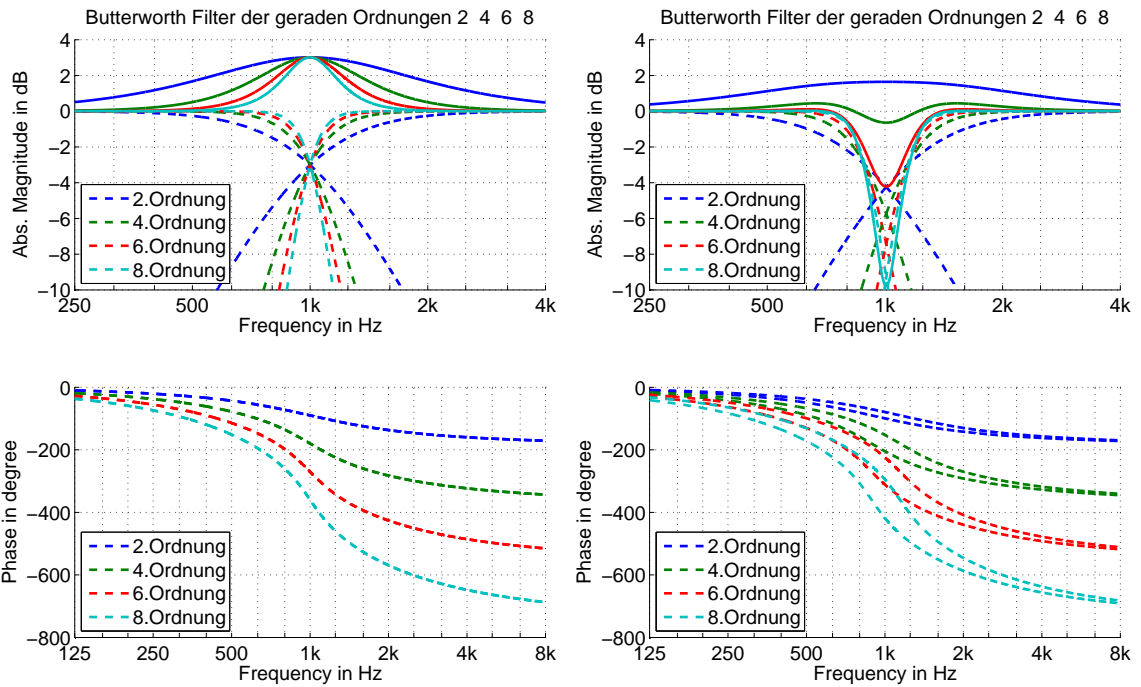 Butterworth Filter der geraden Ordnungen 2 4 6 8
4
2
0
−2
−4
−6
−8
−10
Abs. Magnitude in dB
2.Ordnung
4.Ordnung
6.Ordnung
8.Ordnung
250 500 1k 2k 4k
Frequency in Hz
Butterworth Filter der geraden Ordnungen 2 4 6 8
4
2
0
−2
−4
−6
−8
−10
Abs. Magnitude in dB
2.Ordnung
4.Ordnung
6.Ordnung
8.Ordnung
250 500 1k 2k 4k
Frequency in Hz
0
−200
−400
−600
−800
Phase in degree
2.Ordnung
4.Ordnung
6.Ordnung
8.Ordnung
125 250 500 1k 2k 4k 8k
Frequency in Hz
0
−200
−400
−600
−800
Phase in degree
2.Ordnung
4.Ordnung
6.Ordnung
8.Ordnung
125 250 500 1k 2k 4k 8k
Frequency in Hz